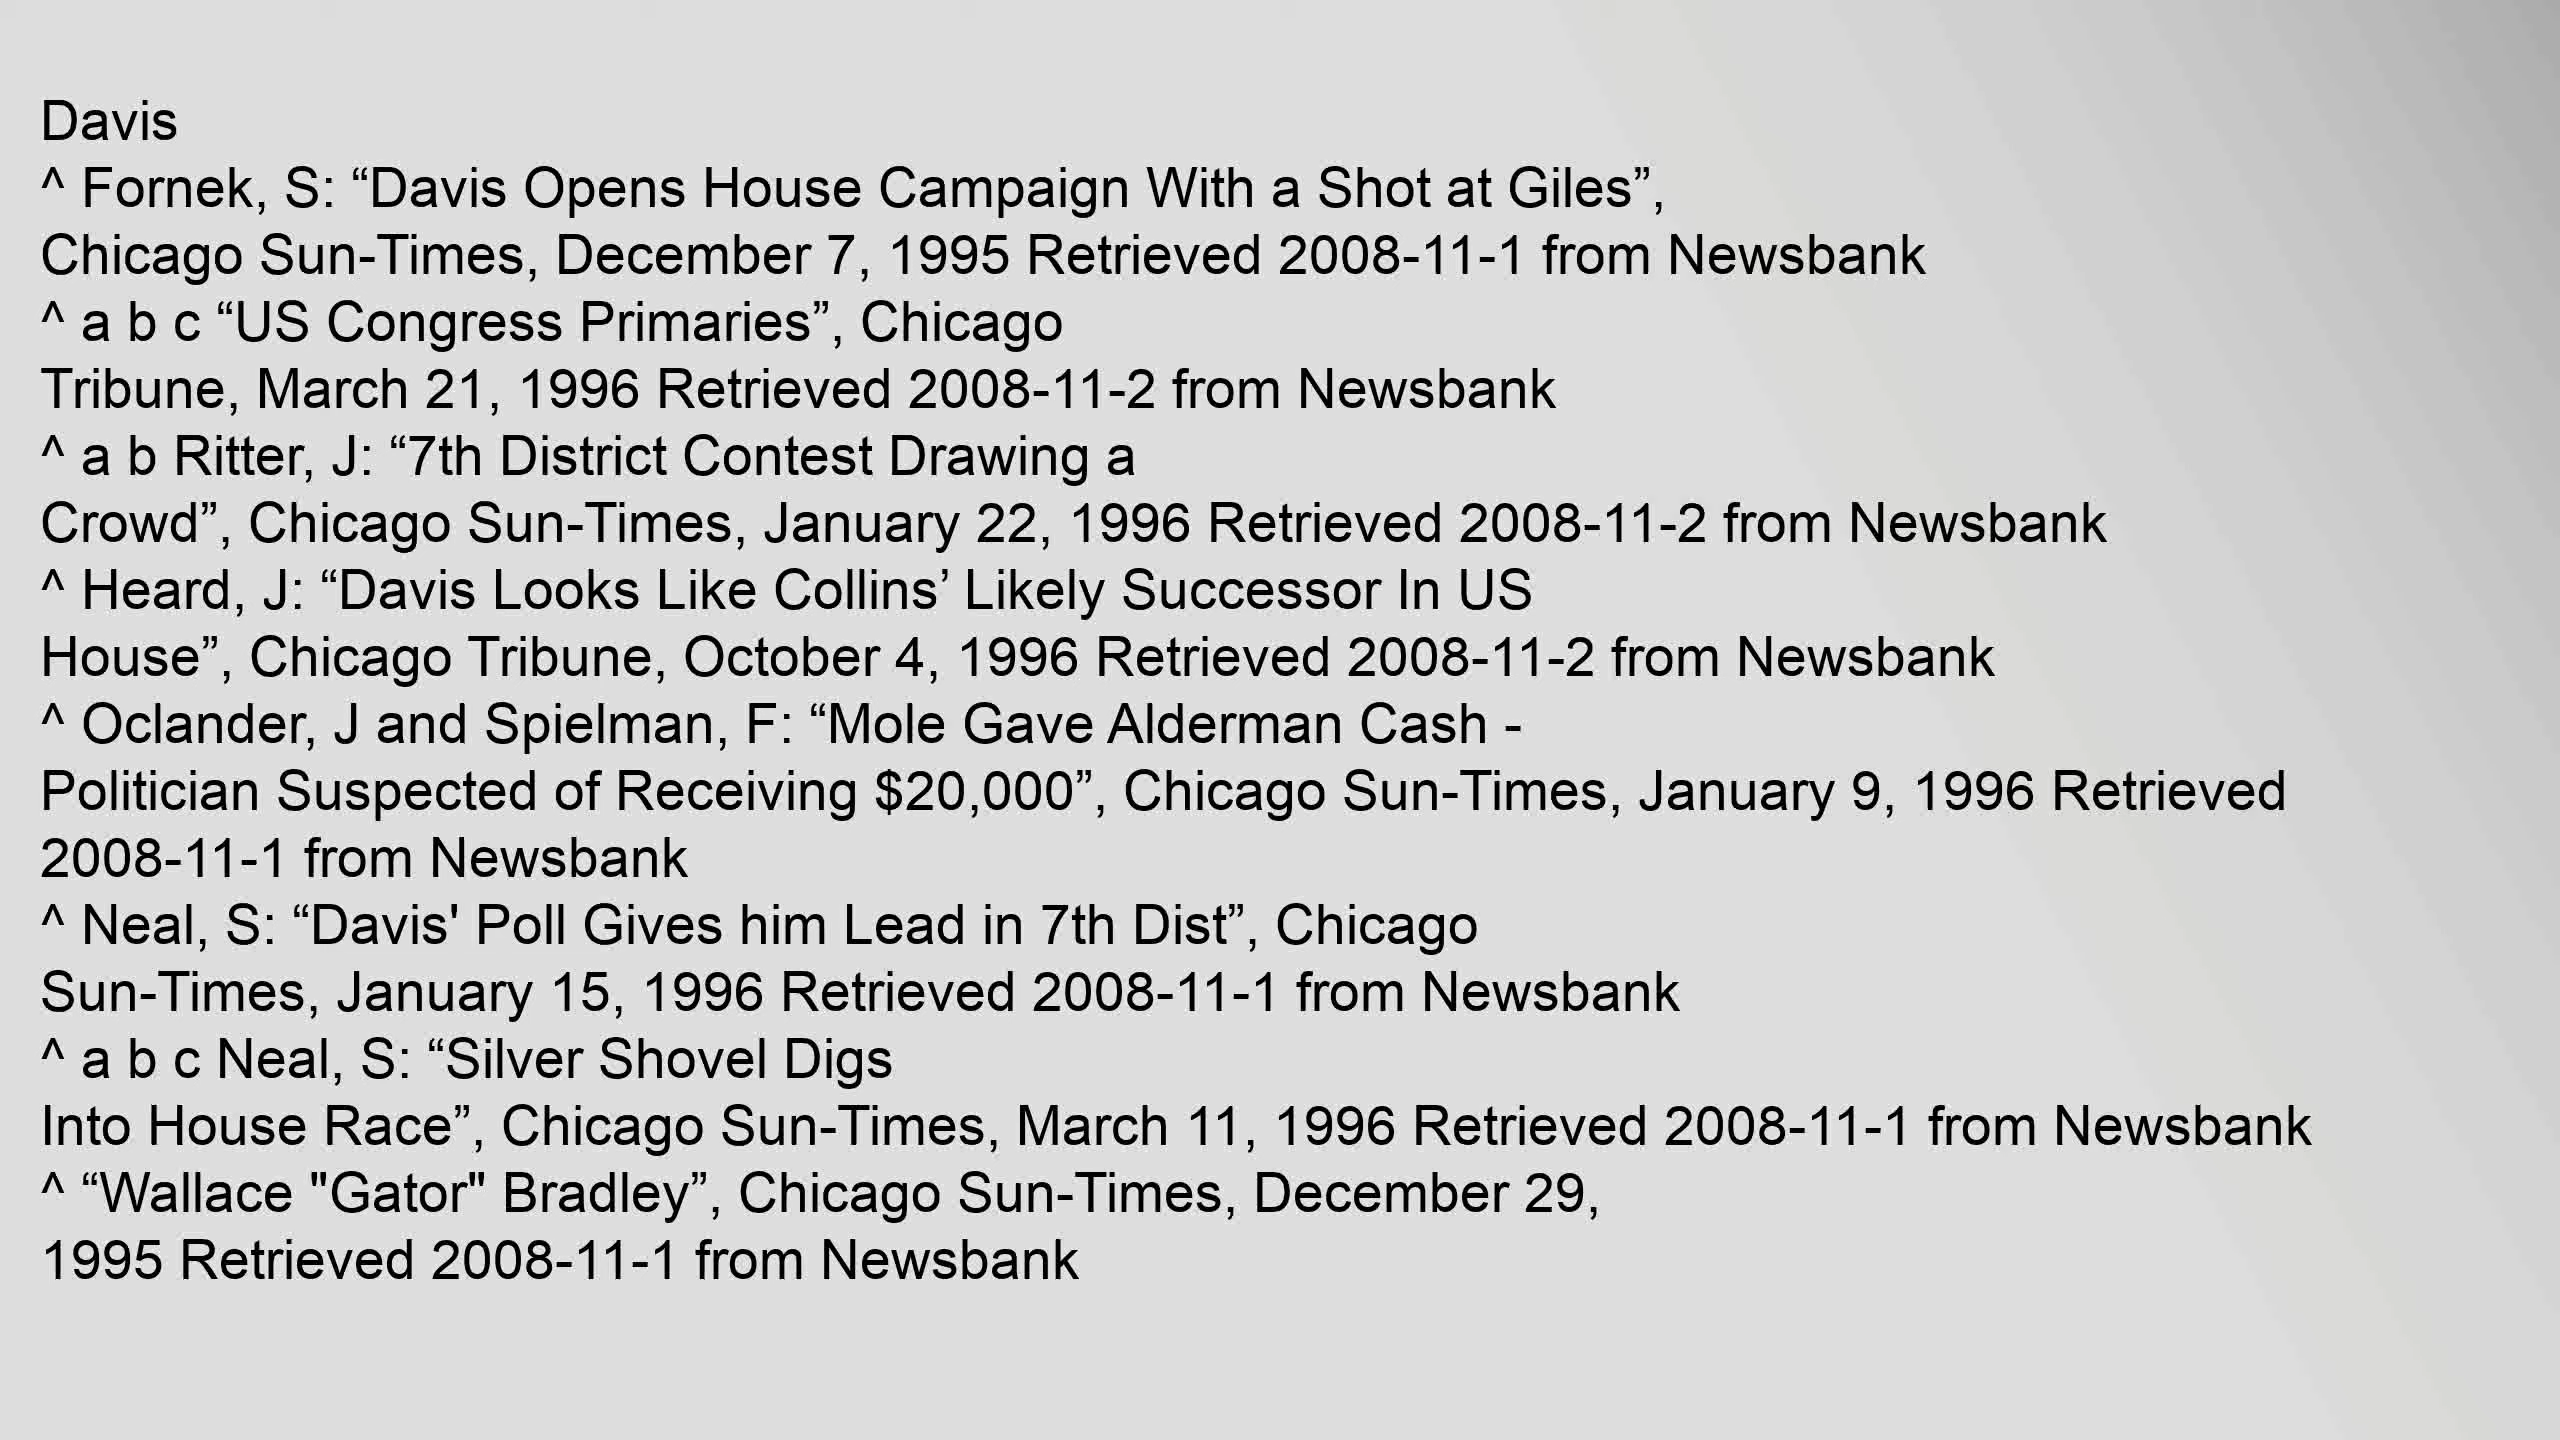 Davis
^ Fornek, S: “Davis Opens House Campaign With a Shot at Giles”,
Chicago Sun-Times, December 7, 1995 Retrieved 2008-11-1 from Newsbank
^ a b c “US Congress Primaries”, Chicago
Tribune, March 21, 1996 Retrieved 2008-11-2 from Newsbank
^ a b Ritter, J: “7th District Contest Drawing a
Crowd”, Chicago Sun-Times, January 22, 1996 Retrieved 2008-11-2 from Newsbank
^ Heard, J: “Davis Looks Like Collins’ Likely Successor In US
House”, Chicago Tribune, October 4, 1996 Retrieved 2008-11-2 from Newsbank
^ Oclander, J and Spielman, F: “Mole Gave Alderman Cash -
Politician Suspected of Receiving $20,000”, Chicago Sun-Times, January 9, 1996 Retrieved
2008-11-1 from Newsbank
^ Neal, S: “Davis' Poll Gives him Lead in 7th Dist”, Chicago
Sun-Times, January 15, 1996 Retrieved 2008-11-1 from Newsbank
^ a b c Neal, S: “Silver Shovel Digs
Into House Race”, Chicago Sun-Times, March 11, 1996 Retrieved 2008-11-1 from Newsbank
^ “Wallace "Gator" Bradley”, Chicago Sun-Times, December 29,
1995 Retrieved 2008-11-1 from Newsbank